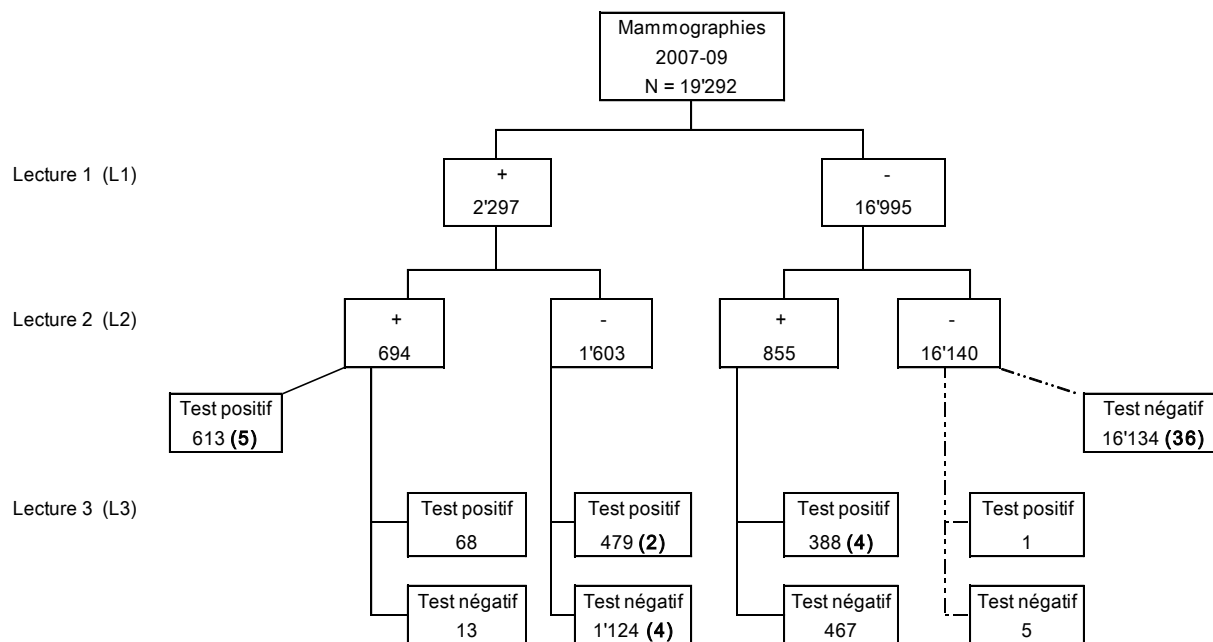 Mammographies
2007-09
N = 19'292
Lecture 1 (L1)
+
2'297
-
16'995
Lecture 2 (L2)
+
694
-
1'603
+
855
-
16'140
Test positif
613 (5)
Test négatif
16'134 (36)
Lecture 3 (L3)
Test positif
68
Test positif
479 (2)
Test positif
388 (4)
Test positif
1
Test négatif
13
Test négatif
1'124 (4)
Test négatif
467
Test négatif
5